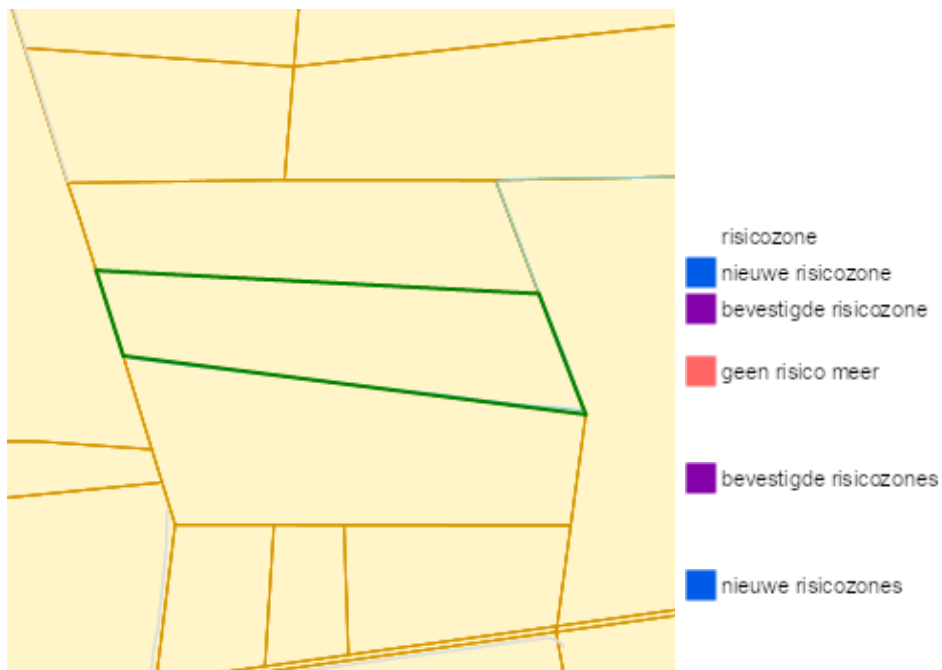 risicozone
nieuwe risicozone
bevestigde risicozone
geen risico meer
bevestigde risicozones
nieuwe risicozones